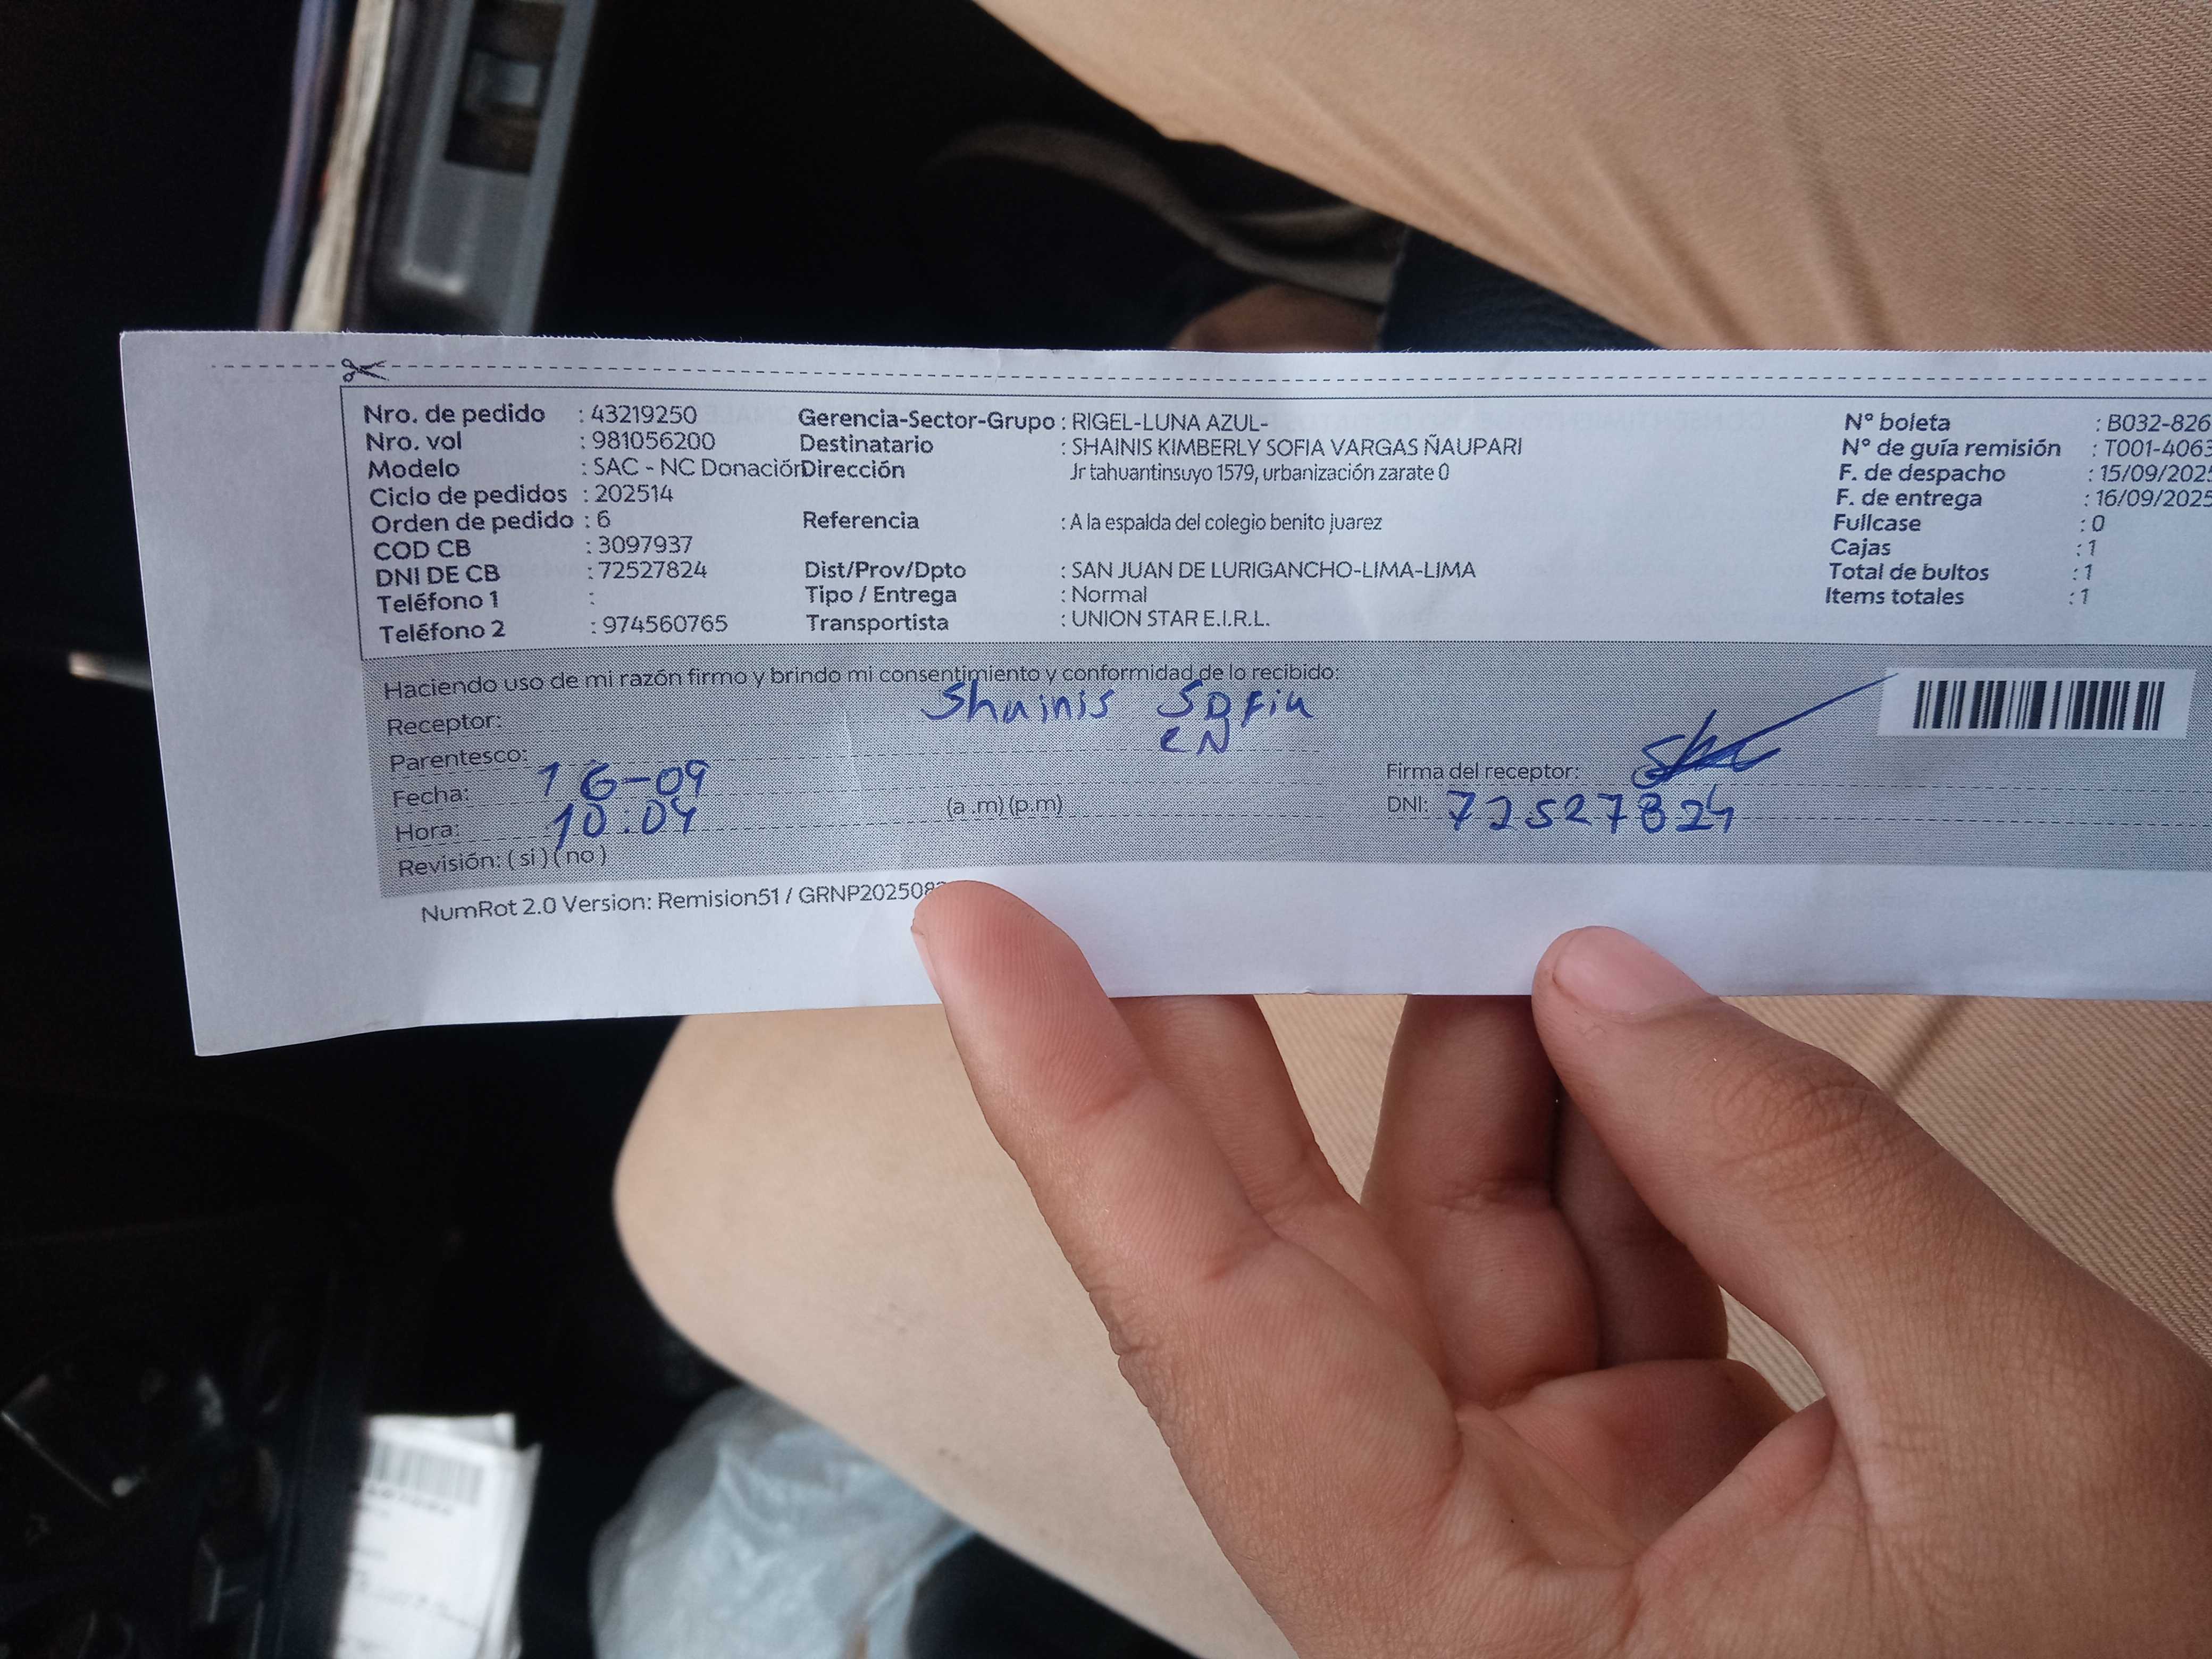 Nro. de pedido : 43219250 Gerencia-Sector-Grupo : RIGEL-LUNA AZUL- N° boleta : B032-826
Nro. vol : 981056200 Destinatario : SHAINIS KIMBERLY SOFIA VARGAS ÑAUPARI N° de guía remisión : T001-4063
Modelo : SAC - NC Donación Dirección Jr tahuantinsuyo 1579, urbanización zarate 0 F. de despacho : 15/09/2025
Ciclo de pedidos : 202514 F. de entrega : 16/09/2025
Orden de pedido : 6 Referencia : A la espalda del colegio benito juarez Fullcase : 0
COD CB : 3097937 Cajas : 1
DNI DE CB : 72527824 Dist/Prov/Dpto : SAN JUAN DE LURIGANCHO-LIMA-LIMA Total de bultos : 1
Teléfono 1 : Tipo / Entrega : Normal Items totales : 1
Teléfono 2 : 974560765 Transportista : UNION STAR E.I.R.L.
Haciendo uso de mi razón firmo y brindo mi consentimiento y conformidad de lo recibido:
Receptor: Shainis Sofia
Parentesco: CN
Fecha: 16-09 Firma del receptor:
Hora: 10:04 (a .m) (p.m) DNI: 72527824
Revisión: ( si ) ( no )
NumRot 2.0 Version: Remision51 / GRNP202508